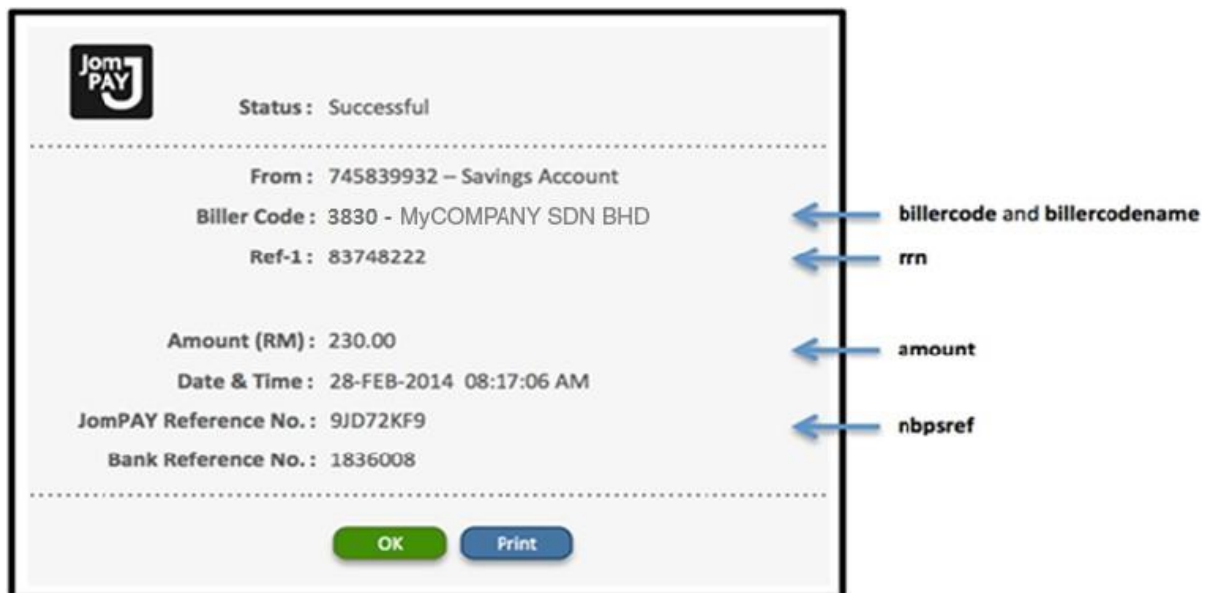 Jom
PAY
Status : Successful
From : 745839932 – Savings Account
Biller Code : 3830 - MyCOMPANY SDN BHD
billercode and billercodename
Ref-1 : 83748222
rrn
Amount (RM) : 230.00
amount
Date & Time : 28-FEB-2014 08:17:06 AM
JomPAY Reference No. : 9JD72KF9
nbpsref
Bank Reference No. : 1836008
OK
Print